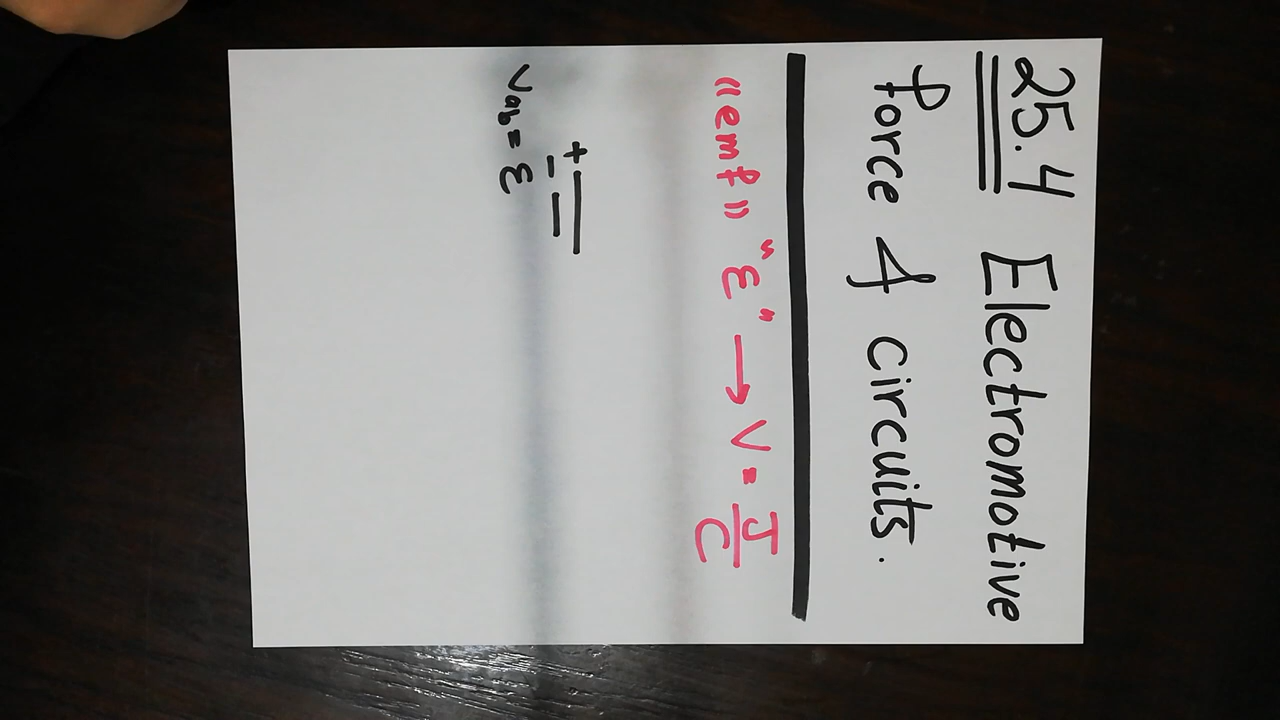 25.4 Electromotive
force & circuits.
"emf" "ε" → V = J/C
+
-
Vab = ε